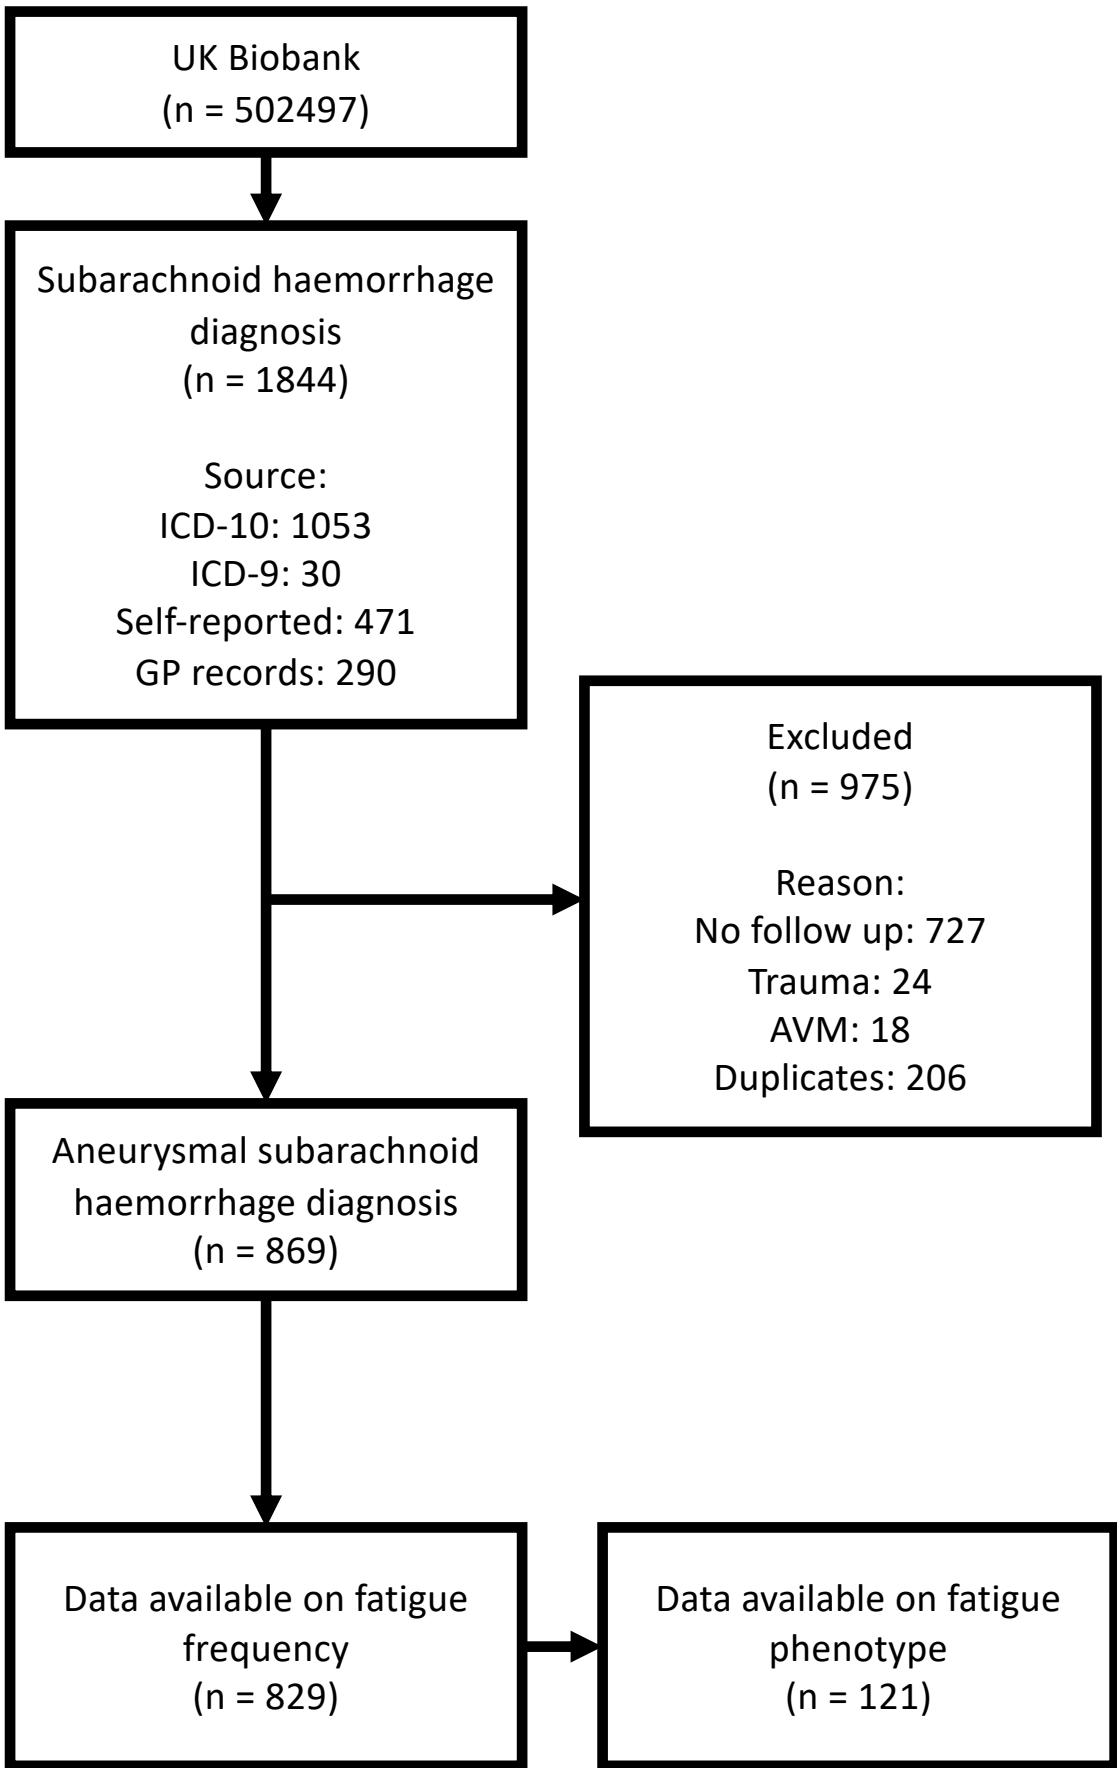 UK Biobank
(n = 502497)
Subarachnoid haemorrhage
diagnosis
(n = 1844)
Source:
ICD-10: 1053
ICD-9: 30
Self-reported: 471
GP records: 290
Excluded
(n = 975)
Reason:
No follow up: 727
Trauma: 24
AVM: 18
Duplicates: 206
Aneurysmal subarachnoid
haemorrhage diagnosis
(n = 869)
Data available on fatigue
frequency
(n = 829)
Data available on fatigue
phenotype
(n = 121)